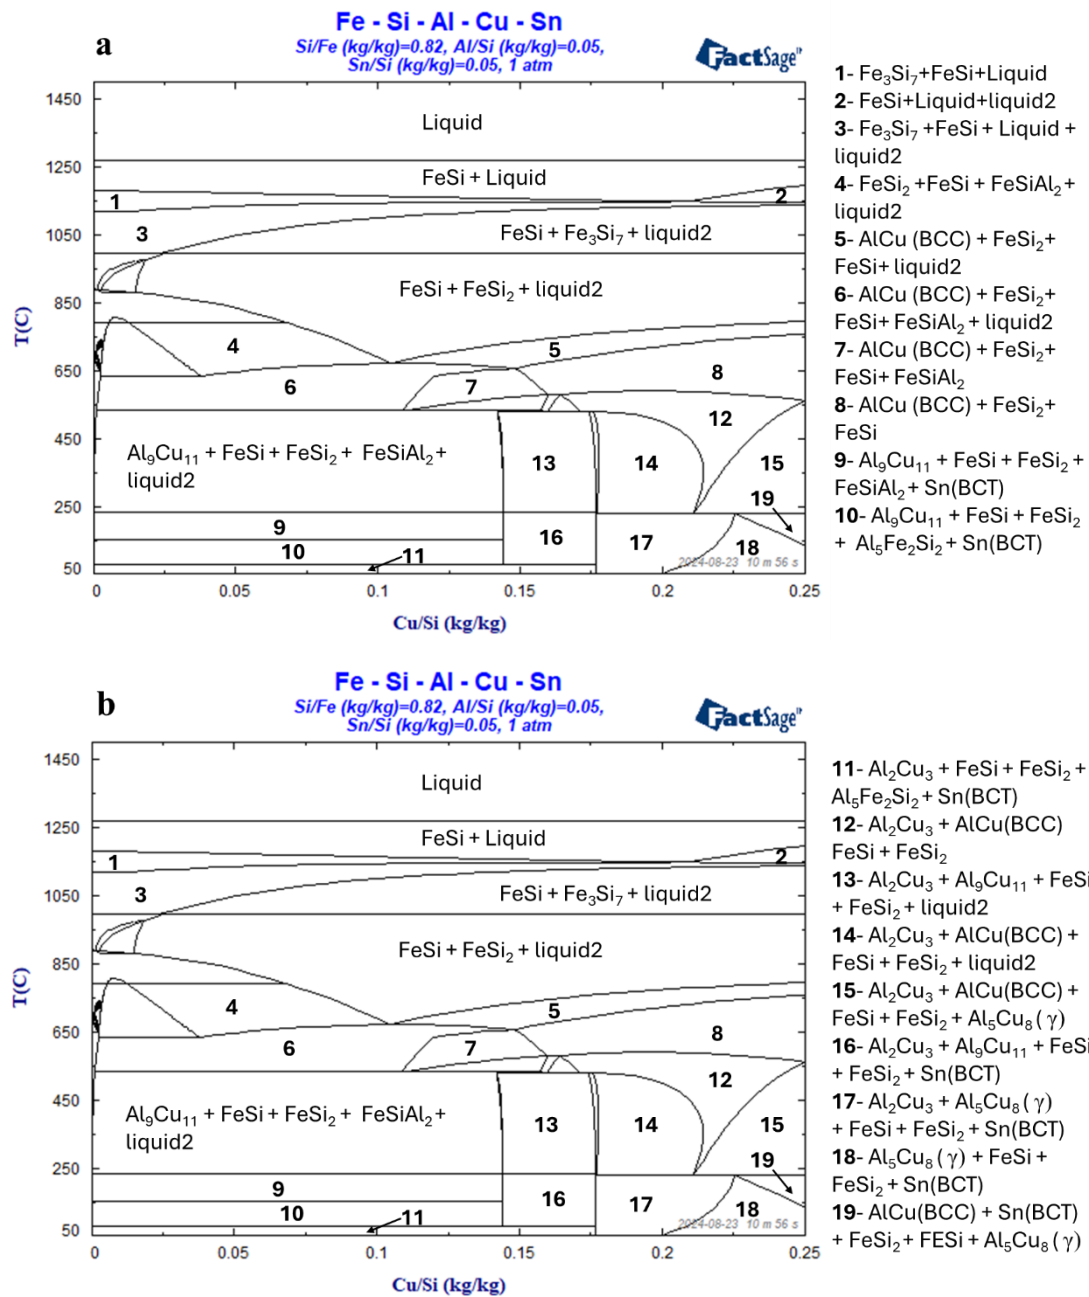 a
Fe - Si - Al - Cu - Sn
Si/Fe (kg/kg)=0.82, Al/Si (kg/kg)=0.05,
Sn/Si (kg/kg)=0.05, 1 atm
FactSage™
1450
1250
1050
850
650
450
250
50
T(C)
Liquid
FeSi + Liquid
1
2
3
FeSi + Fe₃Si₇ + liquid2
FeSi + FeSi₂ + liquid2
4
5
6
7
8
12
Al₉Cu₁₁ + FeSi + FeSi₂ + FeSiAl₂ +
liquid2
13
14
15
19
9
10
11
16
17
18
2024-08-23 10 m 56 s
0
0.05
0.1
0.15
0.2
0.25
Cu/Si (kg/kg)
1- Fe₃Si₇+FeSi+Liquid
2- FeSi+Liquid+liquid2
3- Fe₃Si₇ +FeSi + Liquid +
liquid2
4- FeSi₂ +FeSi + FeSiAl₂ +
liquid2
5- AlCu (BCC) + FeSi₂+
FeSi+ liquid2
6- AlCu (BCC) + FeSi₂+
FeSi+ FeSiAl₂ + liquid2
7- AlCu (BCC) + FeSi₂+
FeSi+ FeSiAl₂
8- AlCu (BCC) + FeSi₂+
FeSi
9- Al₉Cu₁₁ + FeSi + FeSi₂ +
FeSiAl₂ + Sn(BCT)
10- Al₉Cu₁₁ + FeSi + FeSi₂
+ Al₅Fe₂Si₂ + Sn(BCT)
b
Fe - Si - Al - Cu - Sn
Si/Fe (kg/kg)=0.82, Al/Si (kg/kg)=0.05,
Sn/Si (kg/kg)=0.05, 1 atm
FactSage™
1450
1250
1050
850
650
450
250
50
T(C)
Liquid
FeSi + Liquid
1
2
3
FeSi + Fe₃Si₇ + liquid2
FeSi + FeSi₂ + liquid2
4
5
6
7
8
12
Al₉Cu₁₁ + FeSi + FeSi₂ + FeSiAl₂ +
liquid2
13
14
15
19
9
10
11
16
17
18
2024-08-23 10 m 56 s
0
0.05
0.1
0.15
0.2
0.25
Cu/Si (kg/kg)
11- Al₂Cu₃ + FeSi + FeSi₂ +
Al₅Fe₂Si₂ + Sn(BCT)
12- Al₂Cu₃ + AlCu(BCC)
FeSi + FeSi₂
13- Al₂Cu₃ + Al₉Cu₁₁ + FeSi
+ FeSi₂ + liquid2
14- Al₂Cu₃ + AlCu(BCC) +
FeSi + FeSi₂ + liquid2
15- Al₂Cu₃ + AlCu(BCC) +
FeSi + FeSi₂ + Al₅Cu₈(γ)
16- Al₂Cu₃ + Al₉Cu₁₁ + FeSi
+ FeSi₂ + Sn(BCT)
17- Al₂Cu₃ + Al₅Cu₈(γ)
+ FeSi + FeSi₂ + Sn(BCT)
18- Al₅Cu₈(γ) + FeSi +
FeSi₂ + Sn(BCT)
19- AlCu(BCC) + Sn(BCT)
+ FeSi₂ + FESi + Al₅Cu₈(γ)